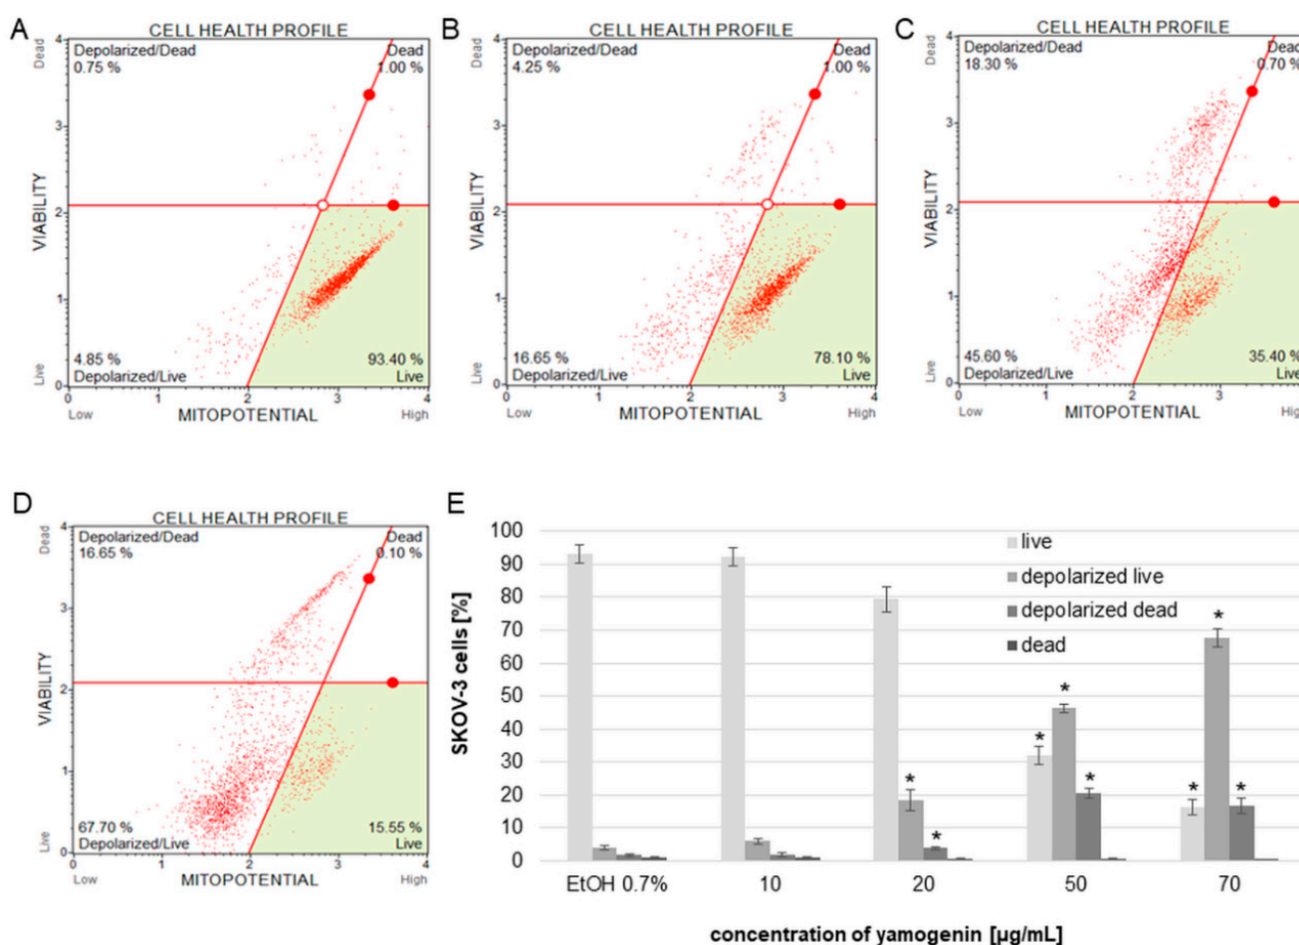 A
CELL HEALTH PROFILE
Dead
Depolarized/Dead
Dead
0.75 %
1.00 %
4
3
2
1
0
VIABILITY
4.85 %
93.40 %
Depolarized/Live
Live
Live
0 1 2 3 4
Low
MITOPOTENTIAL
High
B
CELL HEALTH PROFILE
Depolarized/Dead
Dead
4.25 %
1.00 %
16.65 %
78.10 %
Depolarized/Live
Live
0 1 2 3 4
Low
MITOPOTENTIAL
High
C
CELL HEALTH PROFILE
Dead
Depolarized/Dead
Dead
18.30 %
0.70 %
4
3
2
1
0
VIABILITY
45.60 %
35.40 %
Depolarized/Live
Live
Live
0 1 2 3
Low
MITOPOTENTIAL
High
D
CELL HEALTH PROFILE
Dead
Depolarized/Dead
Dead
16.65 %
0.10 %
4
3
2
1
0
VIABILITY
67.70 %
15.55 %
Depolarized/Live
Live
Live
0 1 2 3 4
Low
MITOPOTENTIAL
High
E
100
90
80
70
60
50
40
30
20
10
0
SKOV-3 cells [%]
live
depolarized live
depolarized dead
dead
* *
* * *
* * *
EtOH 0.7% 10 20 50 70
concentration of yamogenin [µg/mL]